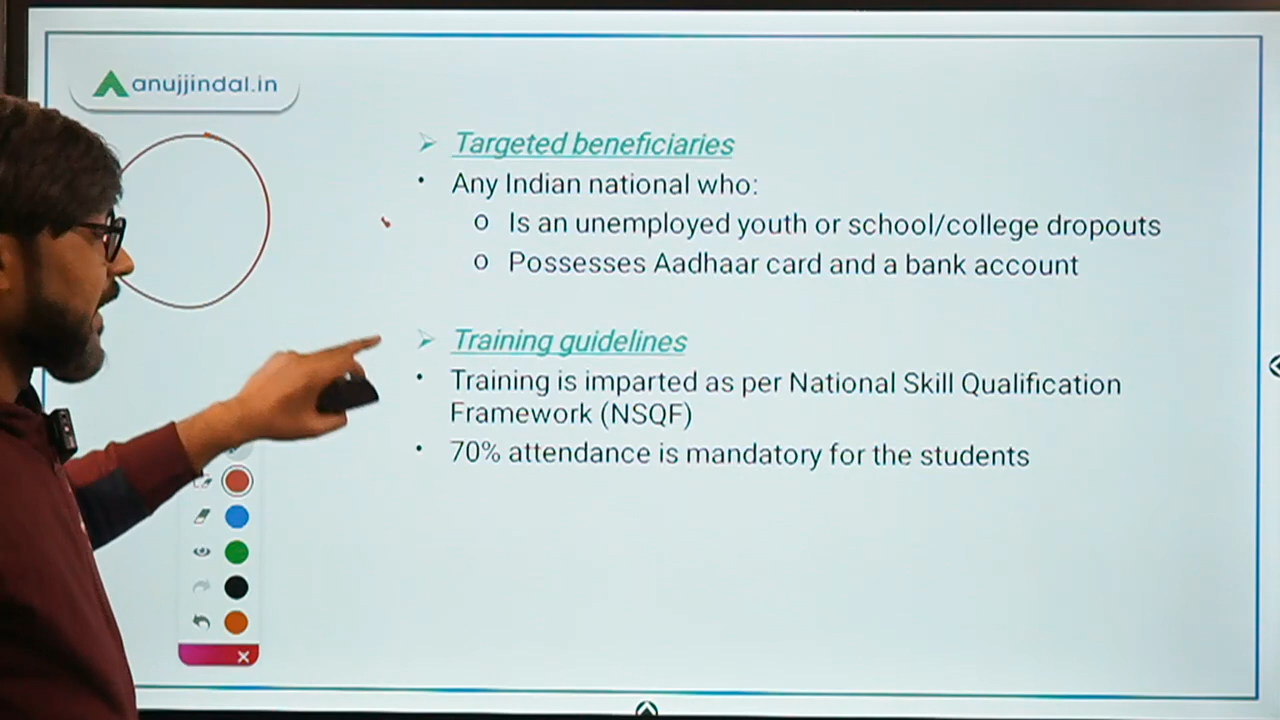 anujjindal.in
➢ Targeted beneficiaries
• Any Indian national who:
o Is an unemployed youth or school/college dropouts
o Possesses Aadhaar card and a bank account
➢ Training guidelines
• Training is imparted as per National Skill Qualification
Framework (NSQF)
• 70% attendance is mandatory for the students